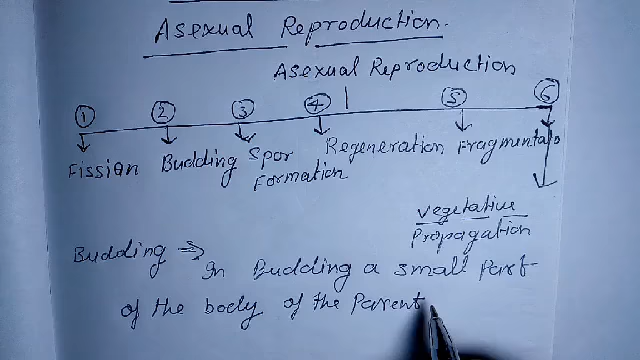 Asexual Reproduction.
Asexual Reproduction
1 2 3 4 5 6
Fission Budding Spor Formation Regeneration Fragmentatio
Vegetative
Propagation
Budding ⇒
In Budding a small Part
of the body of the Parent